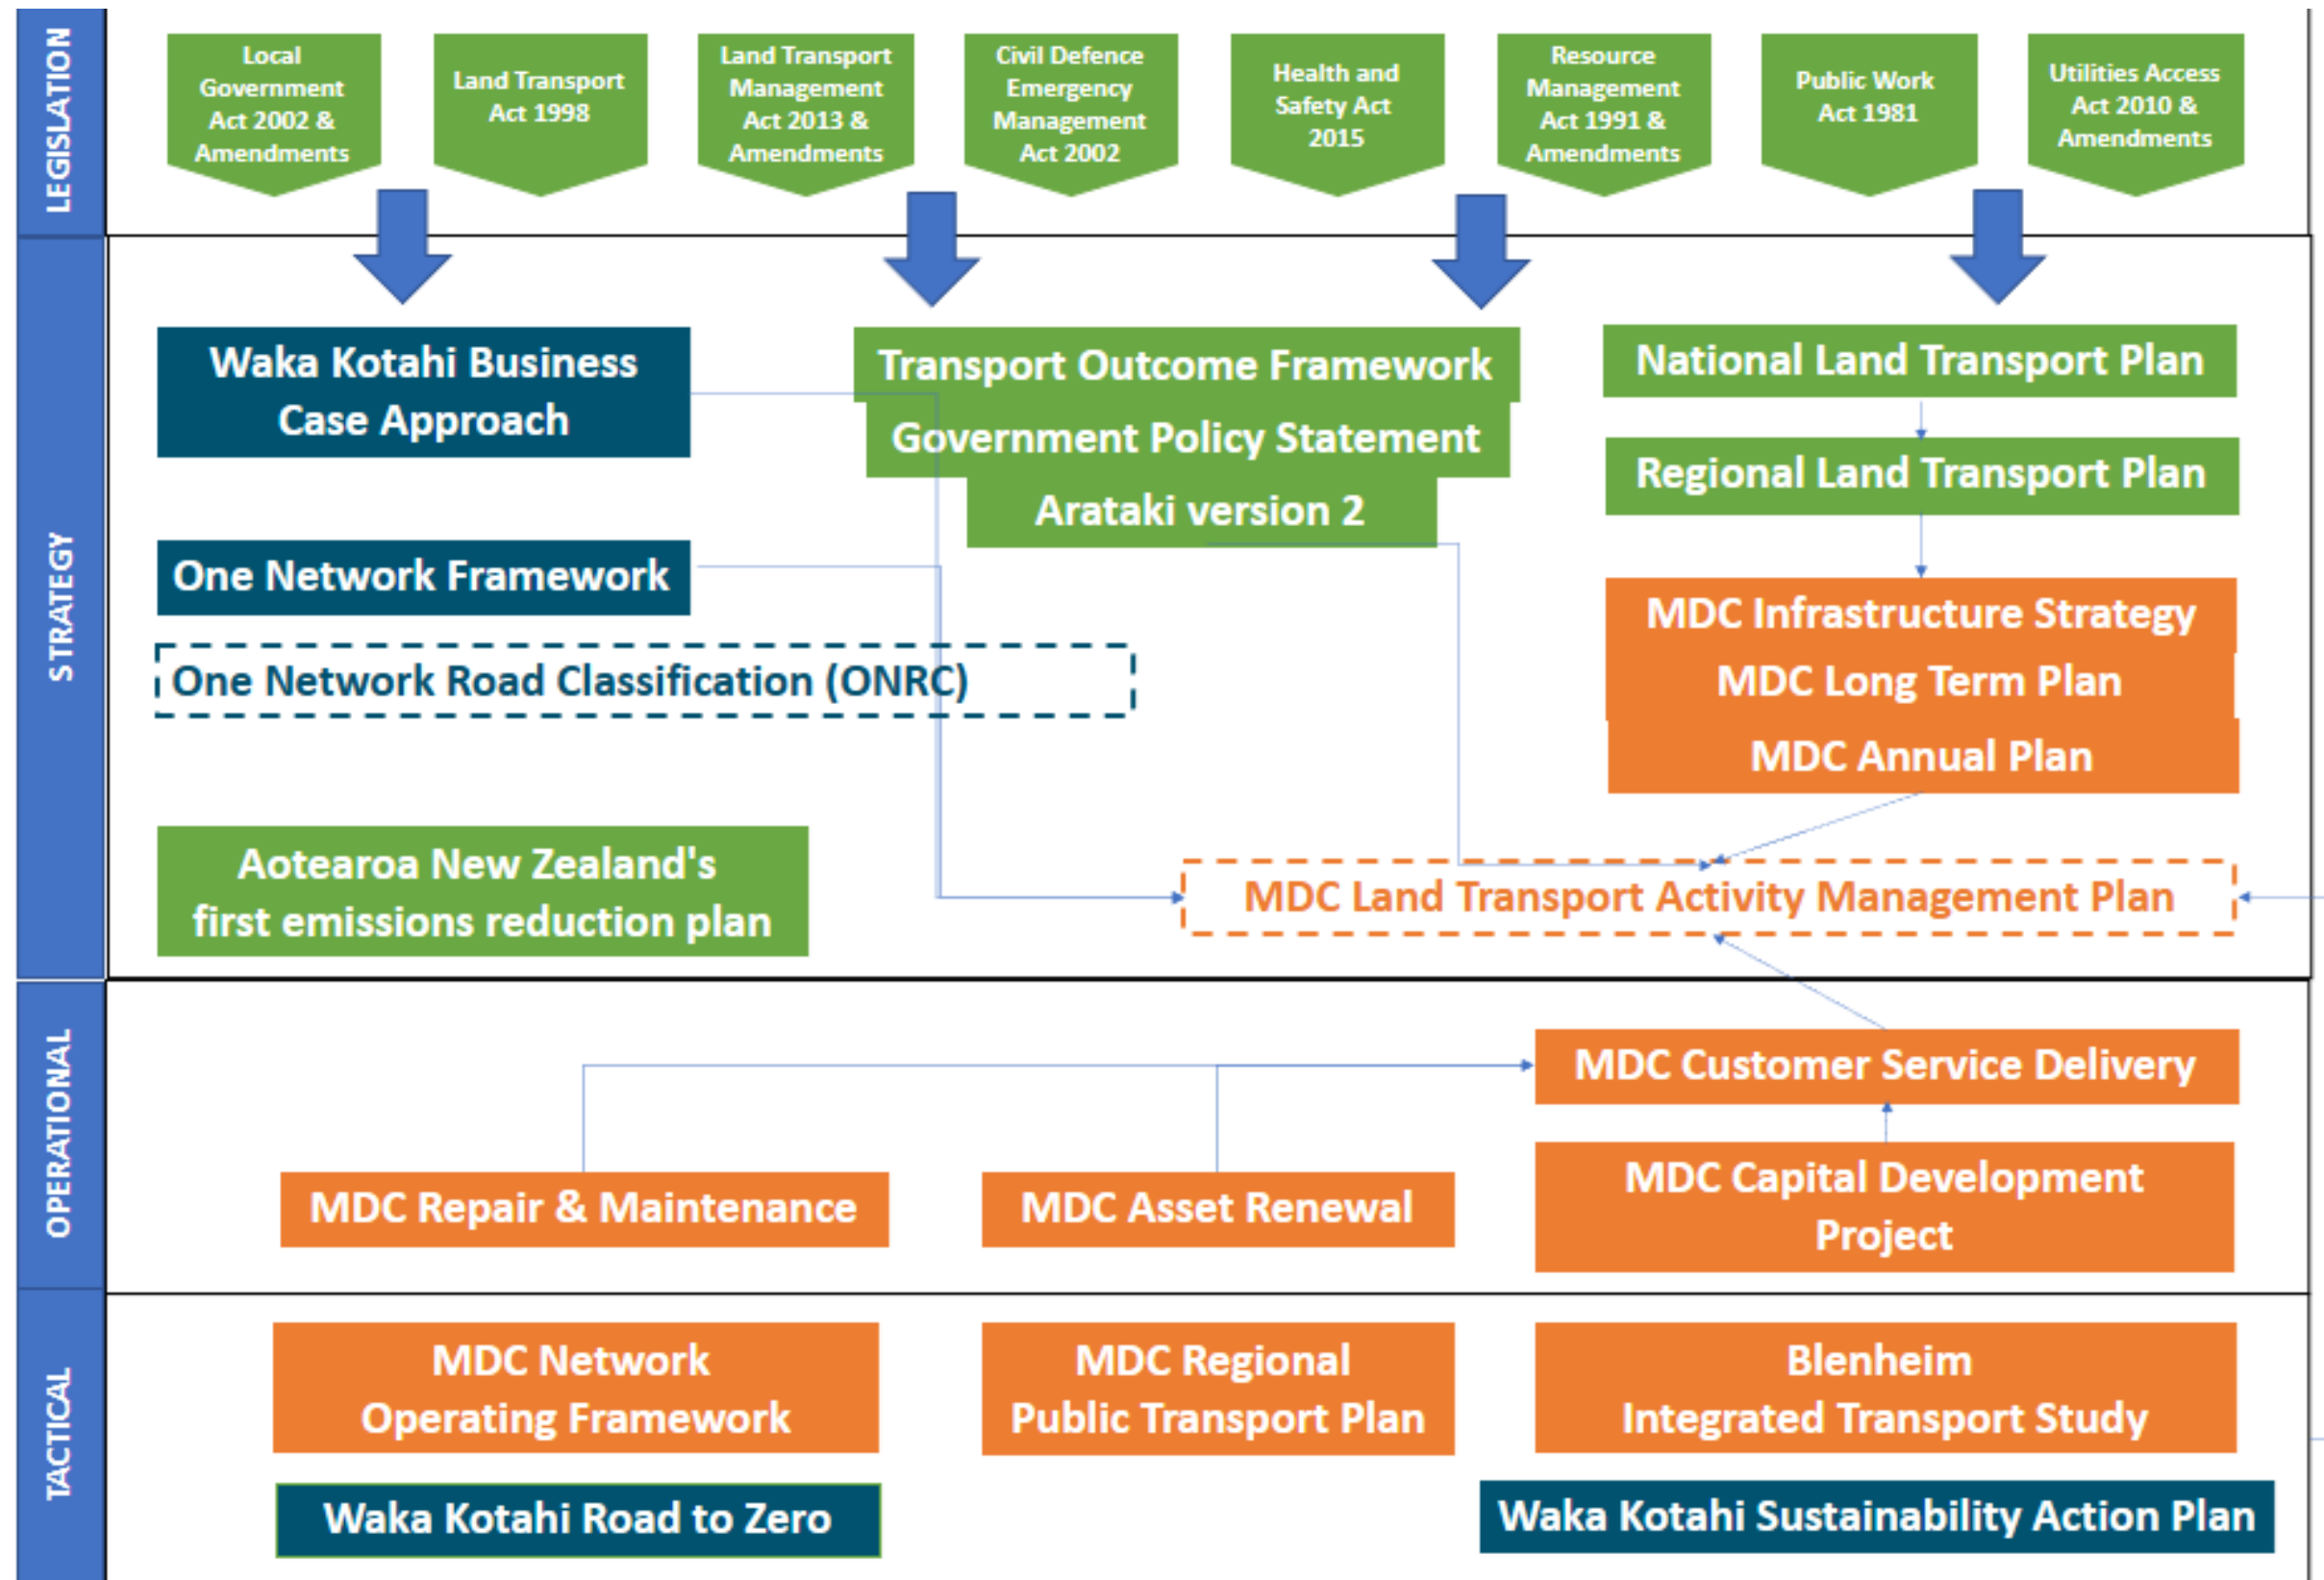 LEGISLATION
Local
Government
Act 2002 &
Amendments
Land Transport
Act 1998
Land Transport
Management
Act 2013 &
Amendments
Civil Defence
Emergency
Management
Act 2002
Health and
Safety Act
2015
Resource
Management
Act 1991 &
Amendments
Public Work
Act 1981
Utilities Access
Act 2010 &
Amendments
STRATEGY
Waka Kotahi Business
Case Approach
One Network Framework
One Network Road Classification (ONRC)
Aotearoa New Zealand's
first emissions reduction plan
Transport Outcome Framework
Government Policy Statement
Arataki version 2
National Land Transport Plan
Regional Land Transport Plan
MDC Infrastructure Strategy
MDC Long Term Plan
MDC Annual Plan
MDC Land Transport Activity Management Plan
OPERATIONAL
MDC Customer Service Delivery
MDC Repair & Maintenance
MDC Asset Renewal
MDC Capital Development
Project
TACTICAL
MDC Network
Operating Framework
MDC Regional
Public Transport Plan
Blenheim
Integrated Transport Study
Waka Kotahi Road to Zero
Waka Kotahi Sustainability Action Plan